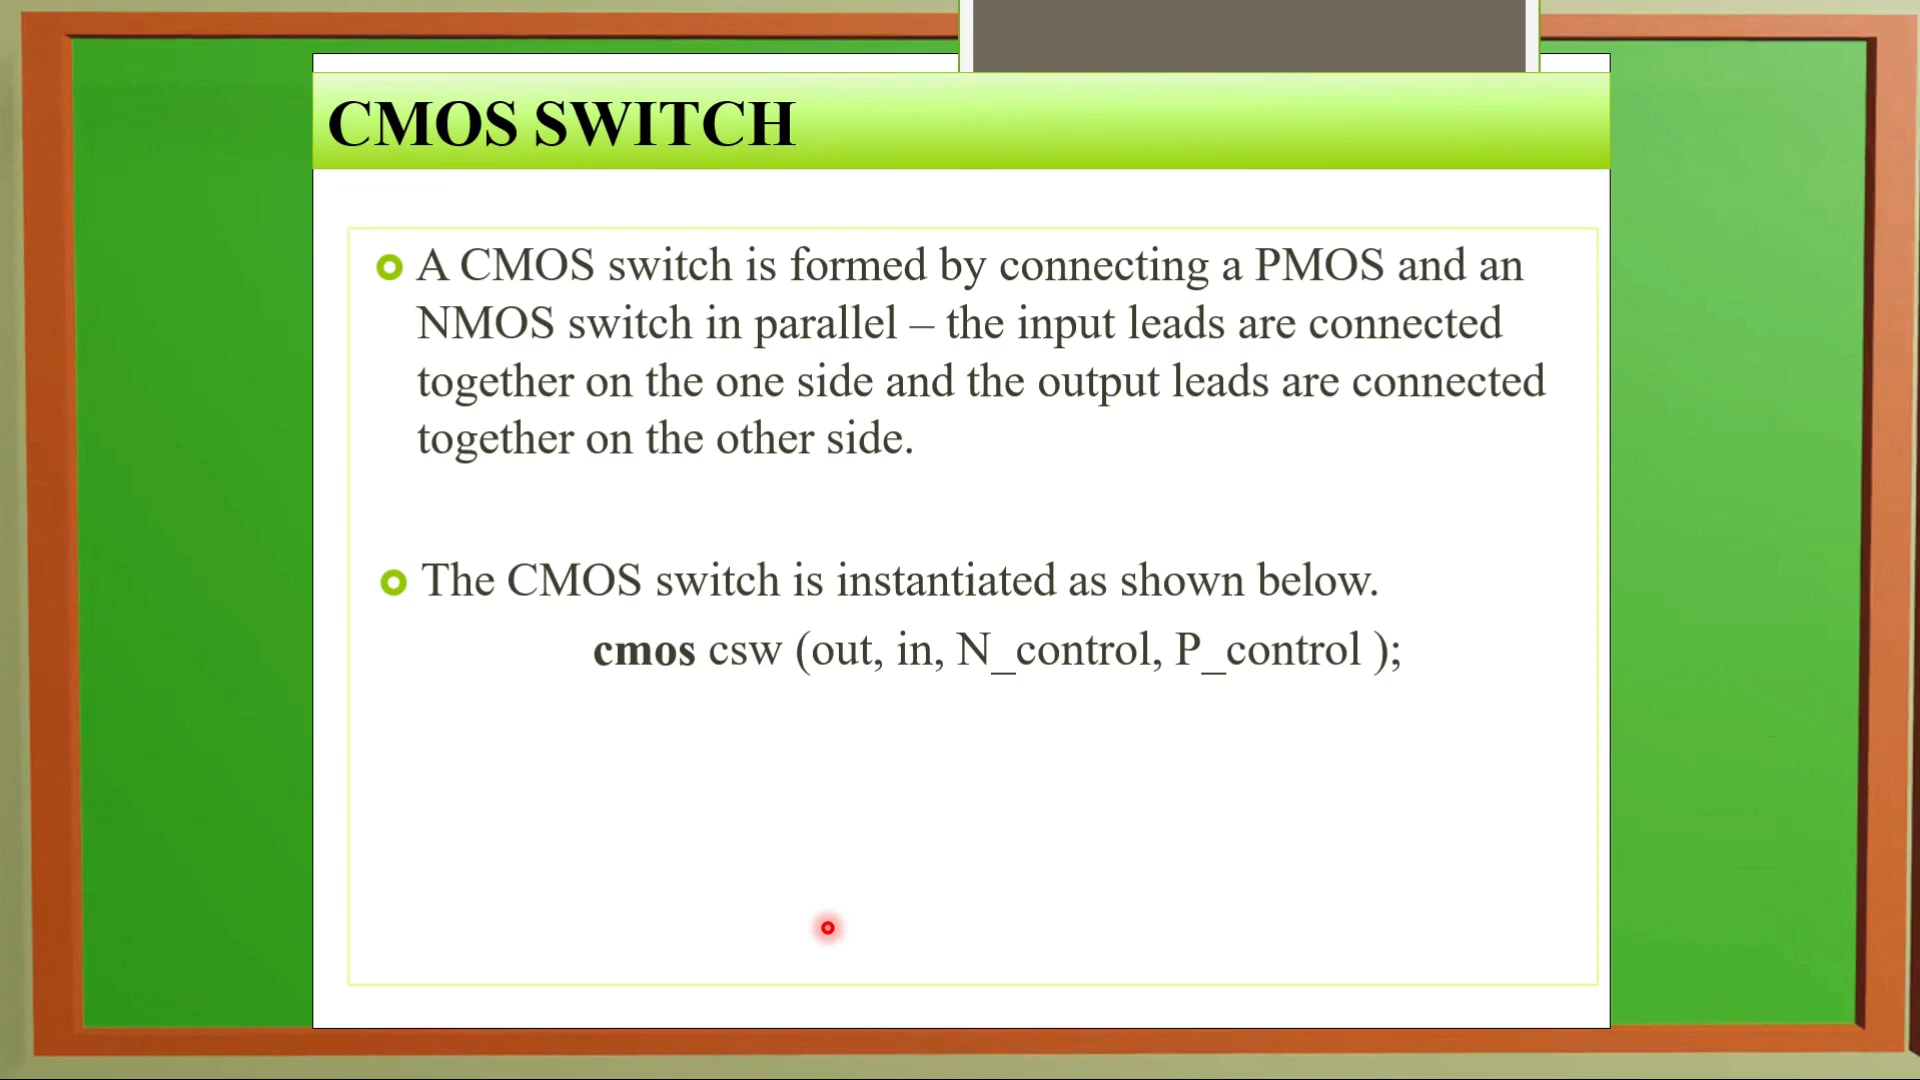 CMOS SWITCH
A CMOS switch is formed by connecting a PMOS and an
NMOS switch in parallel – the input leads are connected
together on the one side and the output leads are connected
together on the other side.
The CMOS switch is instantiated as shown below.
cmos csw (out, in, N_control, P_control );